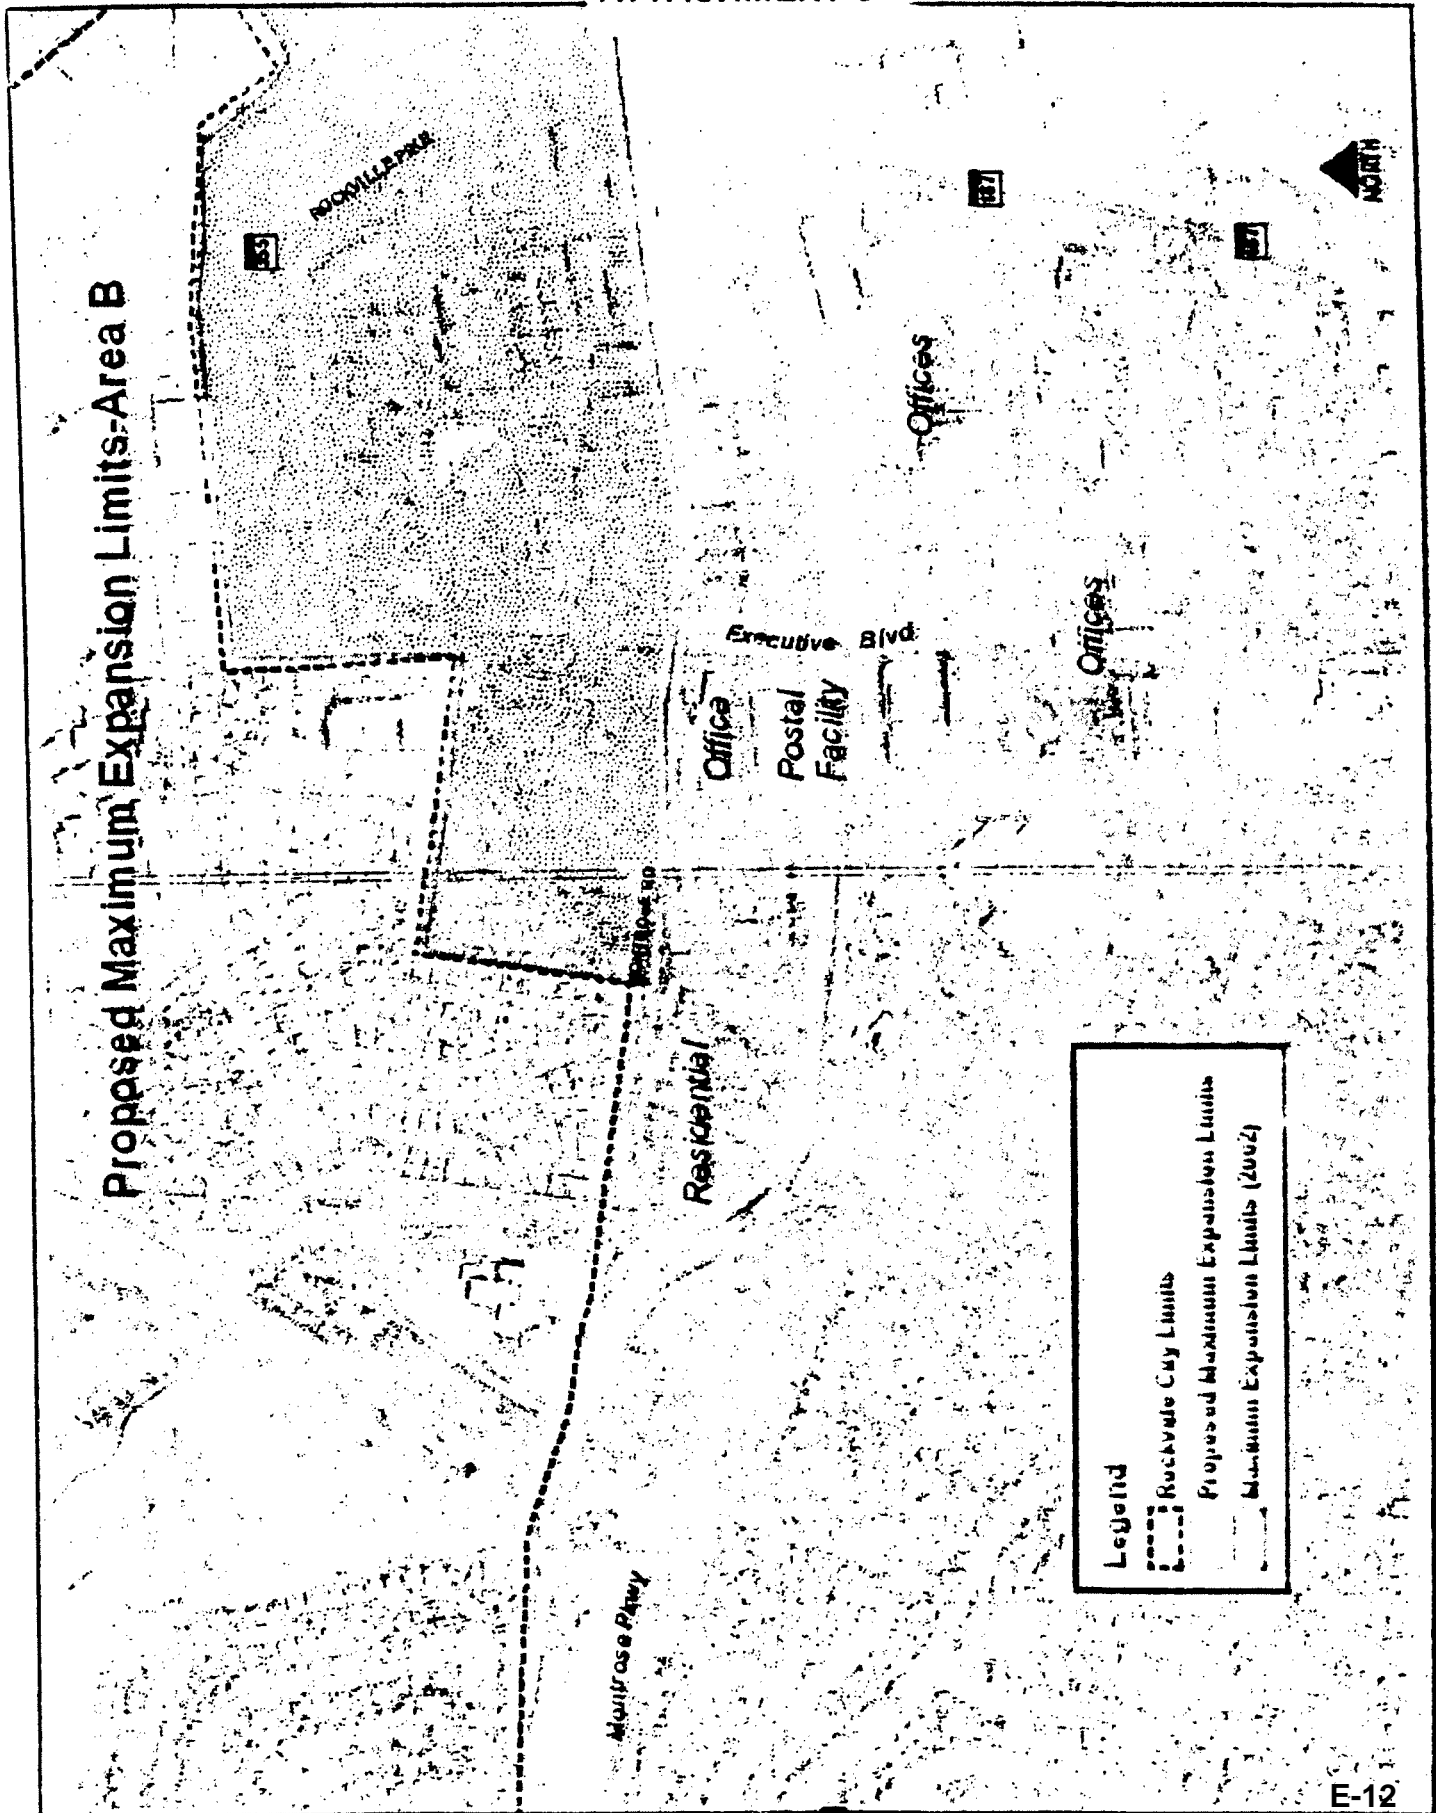 Proposed Maximum Expansion Limits-Area B
ROCKVILLE PIKE
355
187
187
NORTH
Offices
Offices
Executive Blvd
Office
Postal
Facility
Residential
Montrose Pkwy
Legend
Rockville City Limits
Proposed Maximum Expansion Limits
Maximum Expansion Limits (2002)
E-12